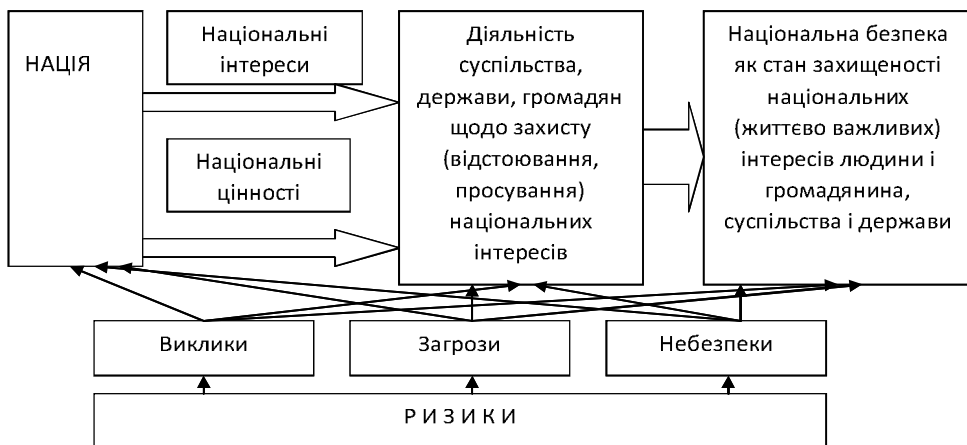 НАЦІЯ
Національні
інтереси
Національні
цінності
Діяльність
суспільства,
держави, громадян
щодо захисту
(відстоювання,
просування)
національних
інтересів
Національна безпека
як стан захищеності
національних
(життєво важливих)
інтересів людини і
громадянина,
суспільства і держави
Виклики
Загрози
Небезпеки
Р И З И К И